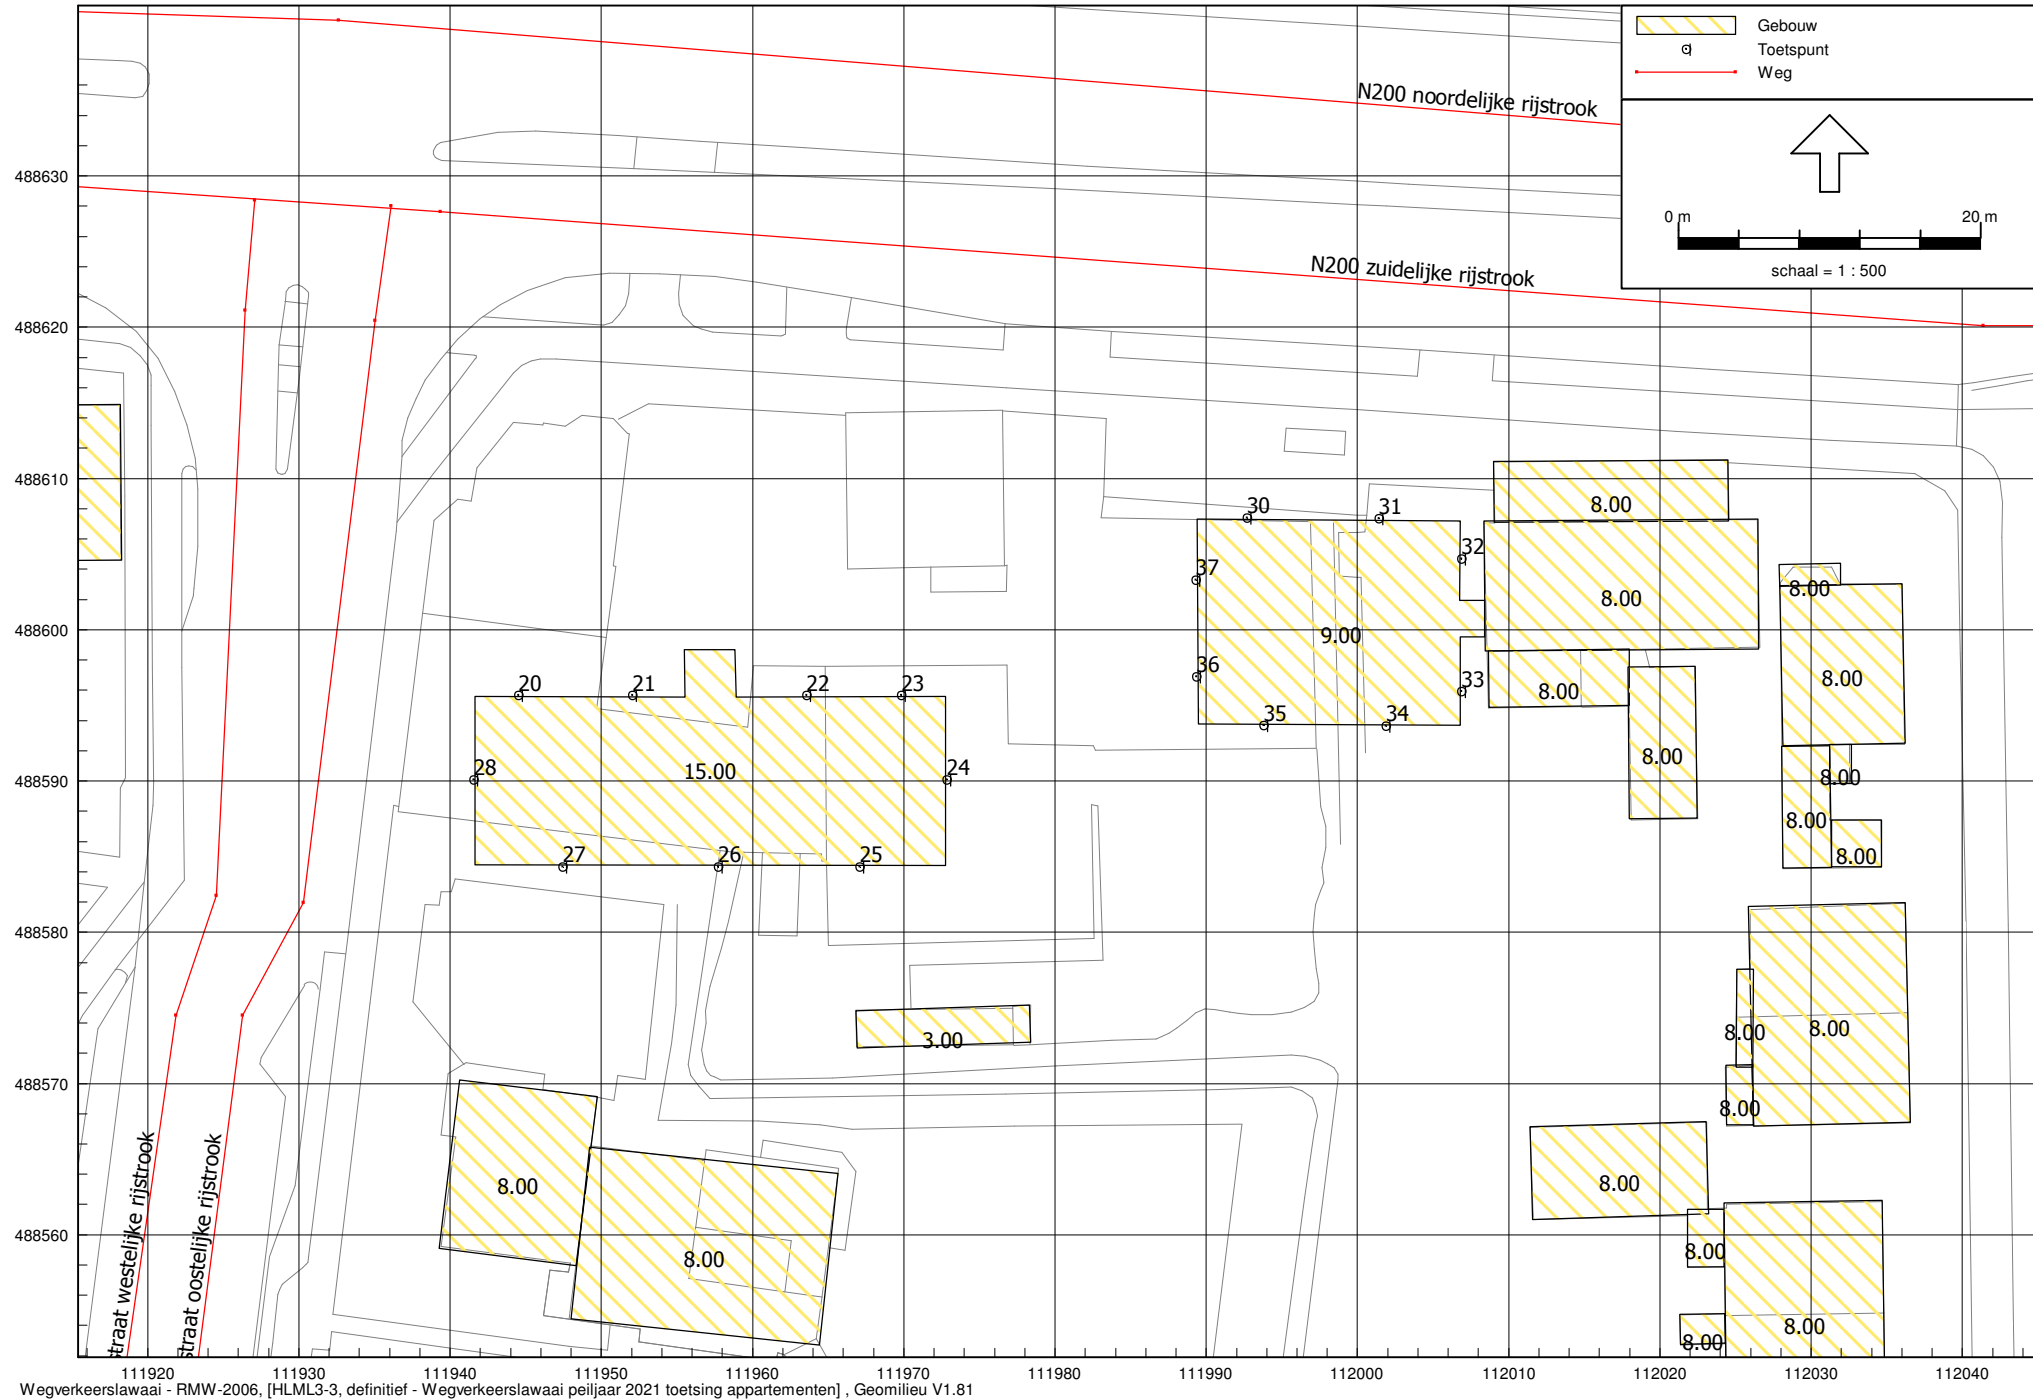 Gebouw
Toetspunt
Weg
0 m 20 m
schaal = 1 : 500
N200 noordelijke rijstrook
N200 zuidelijke rijstrook
488630
488620
488610
488600
488590
488580
488570
488560
30 31
8.00
32
37
8.00
8.00
9.00
36
20 21 22 23
33
8.00
8.00
35 34
28
15.00
24
8.00
8.00
8.00
27 26 25
8.00
3.00
8.00
8.00
8.00
8.00
8.00
8.00
8.00
8.00
8.00
traat westelijke rijstrook
straat oostelijke rijstrook
111920 111930 111940 111950 111960 111970 111980 111990 112000 112010 112020 112030 112040
Wegverkeerslawaai - RMW-2006, [HLML3-3, definitief - Wegverkeerslawaai peiljaar 2021 toetsing appartementen] , Geomilieu V1.81